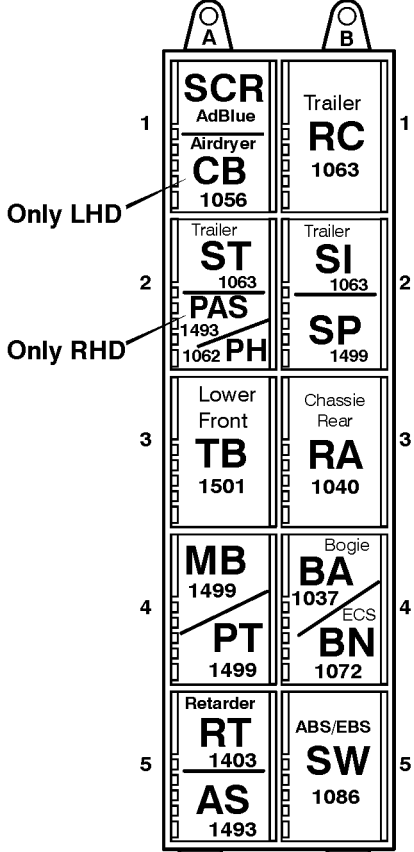 A
B
1
SCR
AdBlue
Airdryer
CB
1056
Only LHD
Trailer
RC
1063
1
2
Trailer
ST
1063
PAS
1493
1062 PH
Only RHD
Trailer
SI
1063
SP
1499
2
3
Lower
Front
TB
1501
Chassie
Rear
RA
1040
3
4
MB
1499
PT
1499
Bogie
BA
1037
ECS
BN
1072
4
5
Retarder
RT
1403
AS
1493
ABS/EBS
SW
1086
5